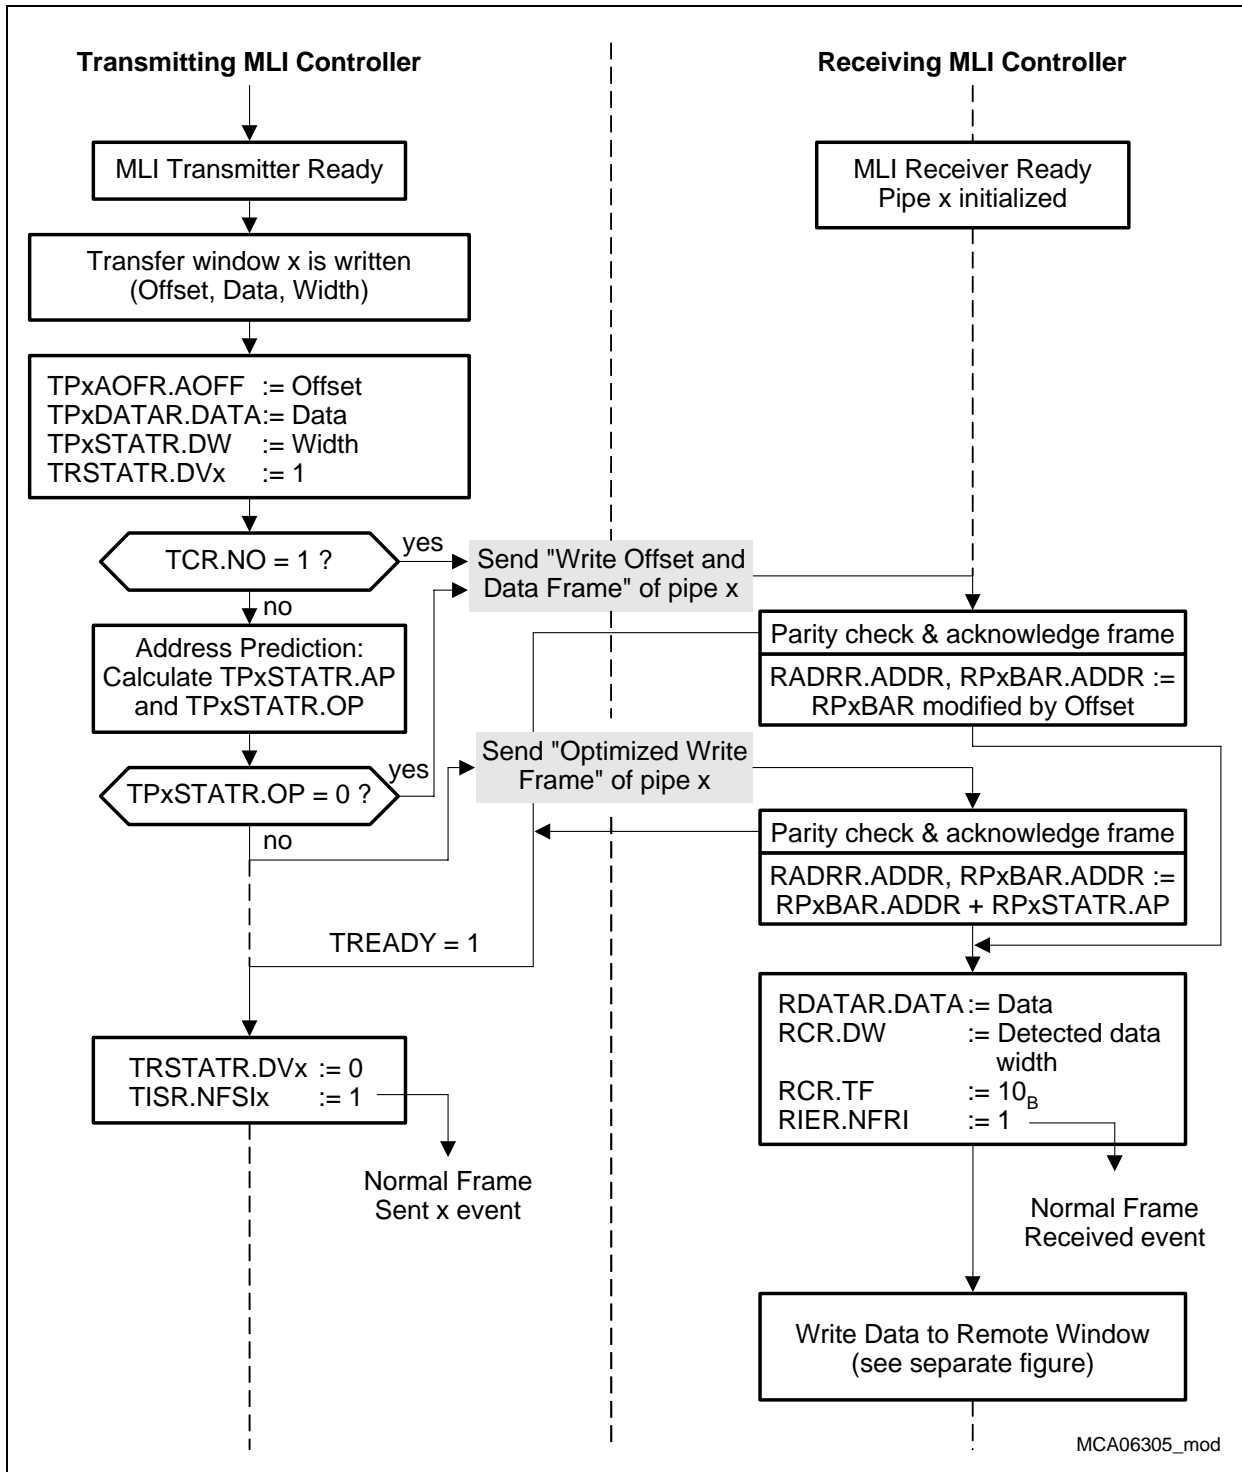 Transmitting MLI Controller
Receiving MLI Controller
MLI Transmitter Ready
MLI Receiver Ready
Pipe x initialized
Transfer window x is written
(Offset, Data, Width)
TPxAOFR.AOFF := Offset
TPxDATAR.DATA:= Data
TPxSTATR.DW := Width
TRSTATR.DVx := 1
TCR.NO = 1 ?
yes
no
Send "Write Offset and
Data Frame" of pipe x
Address Prediction:
Calculate TPxSTATR.AP
and TPxSTATR.OP
Parity check & acknowledge frame
RADRR.ADDR, RPxBAR.ADDR :=
RPxBAR modified by Offset
TPxSTATR.OP = 0 ?
yes
no
Send "Optimized Write
Frame" of pipe x
Parity check & acknowledge frame
RADRR.ADDR, RPxBAR.ADDR :=
RPxBAR.ADDR + RPxSTATR.AP
TREADY = 1
TRSTATR.DVx := 0
TISR.NFSIx := 1
Normal Frame
Sent x event
RDATAR.DATA := Data
RCR.DW := Detected data
width
RCR.TF := 10B
RIER.NFRI := 1
Normal Frame
Received event
Write Data to Remote Window
(see separate figure)
MCA06305_mod